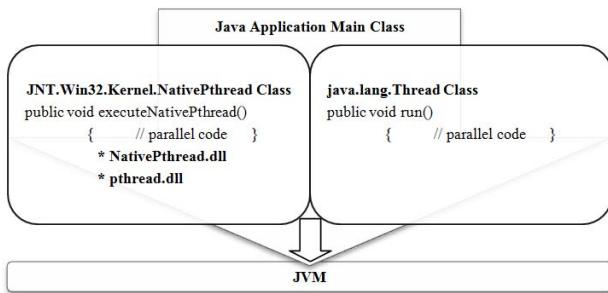 Java Application Main Class
JNT.Win32.Kernel.NativePthread Class
public void executeNativePthread()
{ // parallel code }
* NativePthread.dll
* pthread.dll
java.lang.Thread Class
public void run()
{ // parallel code }
JVM